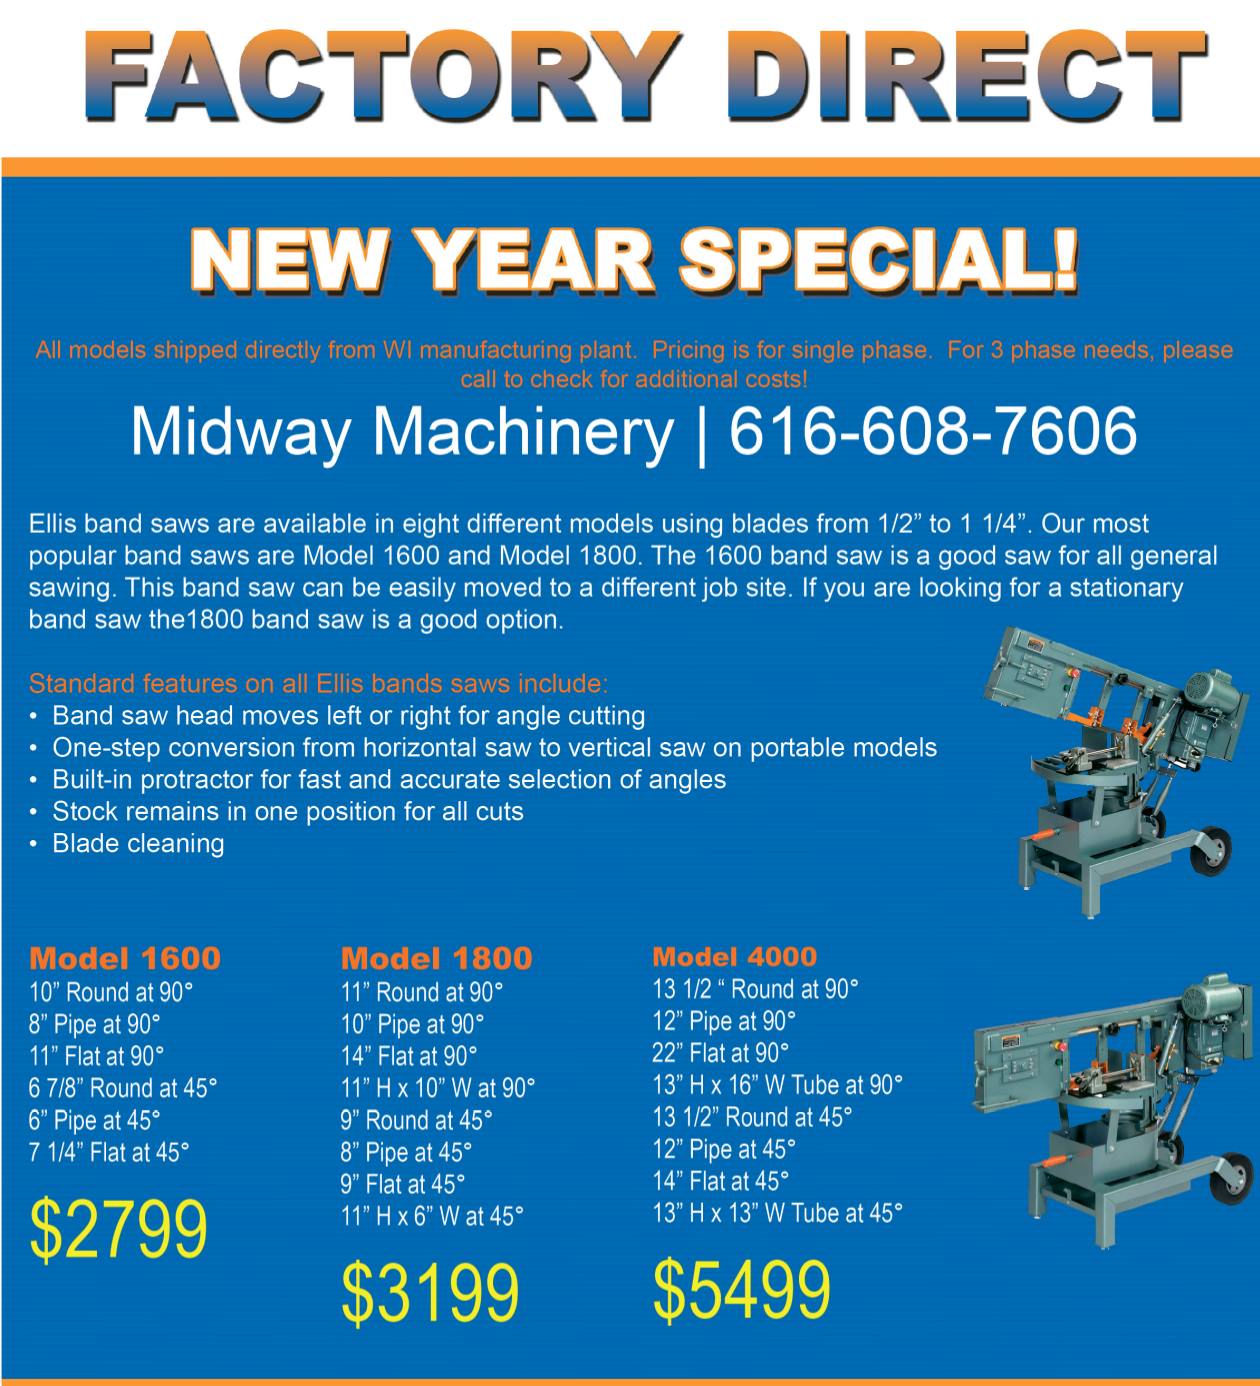 FACTORY DIRECT
NEW YEAR SPECIAL!
All models shipped directly from WI manufacturing plant.  Pricing is for single phase.  For 3 phase needs, please
call to check for additional costs!
Midway Machinery | 616-608-7606
Ellis band saws are available in eight different models using blades from 1/2” to 1 1/4”. Our most
popular band saws are Model 1600 and Model 1800. The 1600 band saw is a good saw for all general
sawing. This band saw can be easily moved to a different job site. If you are looking for a stationary
band saw the1800 band saw is a good option.
Standard features on all Ellis bands saws include:
• Band saw head moves left or right for angle cutting
• One-step conversion from horizontal saw to vertical saw on portable models
• Built-in protractor for fast and accurate selection of angles
• Stock remains in one position for all cuts
• Blade cleaning
Model 1600
10” Round at 90°
8” Pipe at 90°
11” Flat at 90°
6 7/8” Round at 45°
6” Pipe at 45°
7 1/4” Flat at 45°
$2799
Model 1800
11” Round at 90°
10” Pipe at 90°
14” Flat at 90°
11” H x 10” W at 90°
9” Round at 45°
8” Pipe at 45°
9” Flat at 45°
11” H x 6” W at 45°
$3199
Model 4000
13 1/2 “ Round at 90°
12” Pipe at 90°
22” Flat at 90°
13” H x 16” W Tube at 90°
13 1/2” Round at 45°
12” Pipe at 45°
14” Flat at 45°
13” H x 13” W Tube at 45°
$5499